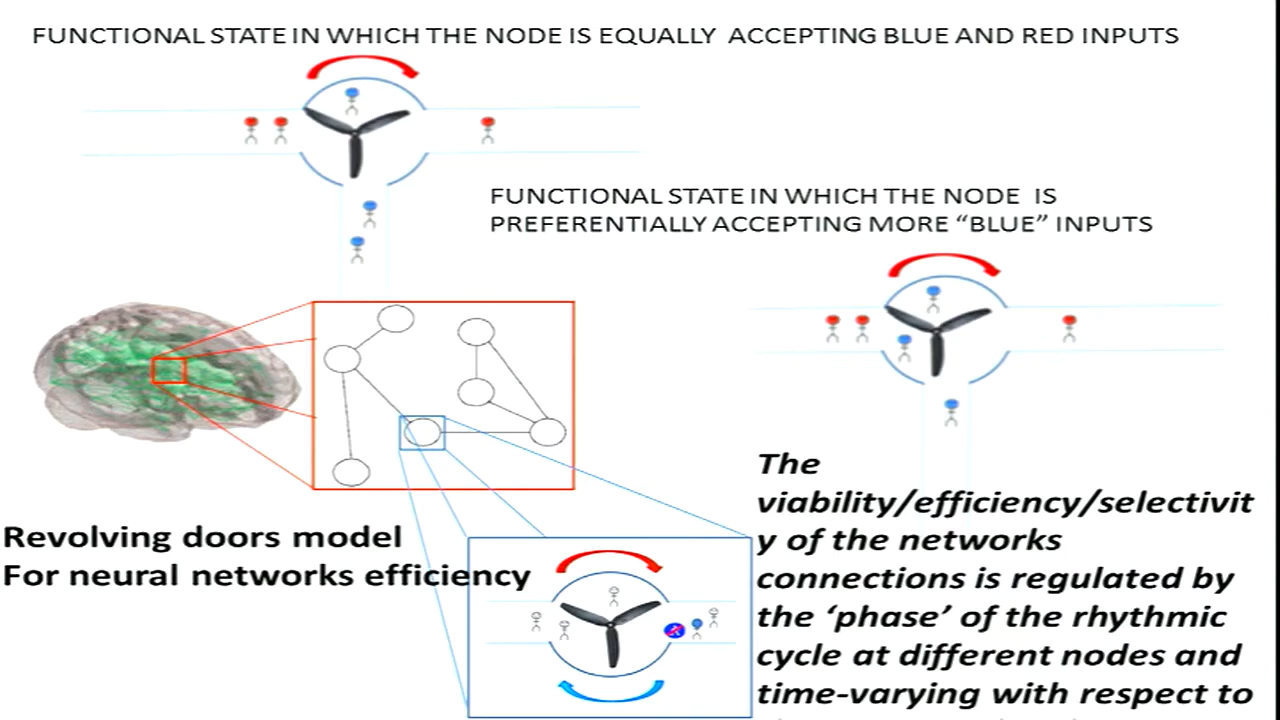 FUNCTIONAL STATE IN WHICH THE NODE IS EQUALLY ACCEPTING BLUE AND RED INPUTS
FUNCTIONAL STATE IN WHICH THE NODE IS
PREFERENTIALLY ACCEPTING MORE “BLUE” INPUTS
Revolving doors model
For neural networks efficiency
The
viability/efficiency/selectivit
y of the networks
connections is regulated by
the ‘phase’ of the rhythmic
cycle at different nodes and
time-varying with respect to